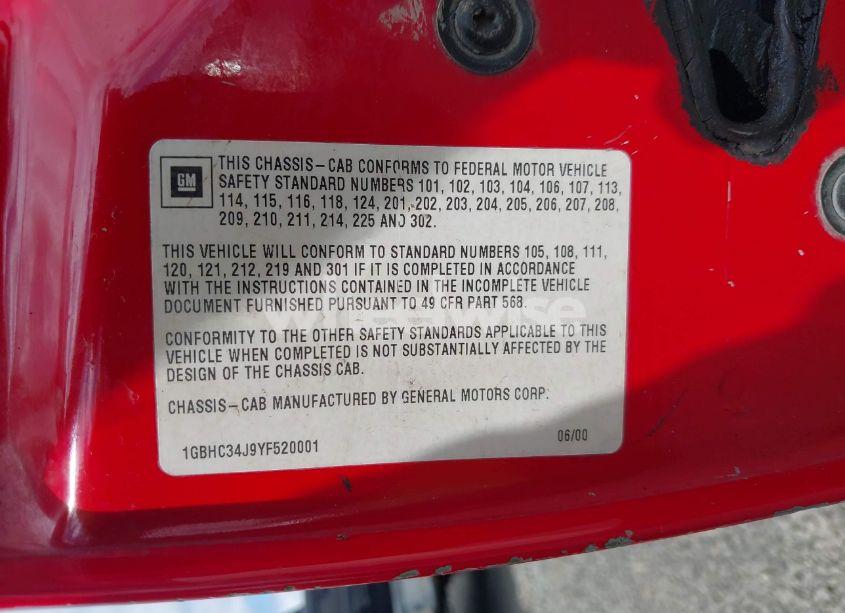 GM
THIS CHASSIS-CAB CONFORMS TO FEDERAL MOTOR VEHICLE
SAFETY STANDARD NUMBERS 101, 102, 103, 104, 106, 107, 113,
114, 115, 116, 118, 124, 201, 202, 203, 204, 205, 206, 207, 208,
209, 210, 211, 214, 225 AND 302.
THIS VEHICLE WILL CONFORM TO STANDARD NUMBERS 105, 108, 111,
120, 121, 212, 219 AND 301 IF IT IS COMPLETED IN ACCORDANCE
WITH THE INSTRUCTIONS CONTAINED IN THE INCOMPLETE VEHICLE
DOCUMENT FURNISHED PURSUANT TO 49 CFR PART 568.
CONFORMITY TO THE OTHER SAFETY STANDARDS APPLICABLE TO THIS
VEHICLE WHEN COMPLETED IS NOT SUBSTANTIALLY AFFECTED BY THE
DESIGN OF THE CHASSIS CAB.
CHASSIS-CAB MANUFACTURED BY GENERAL MOTORS CORP.
1GBHC34J9YF520001 06/00